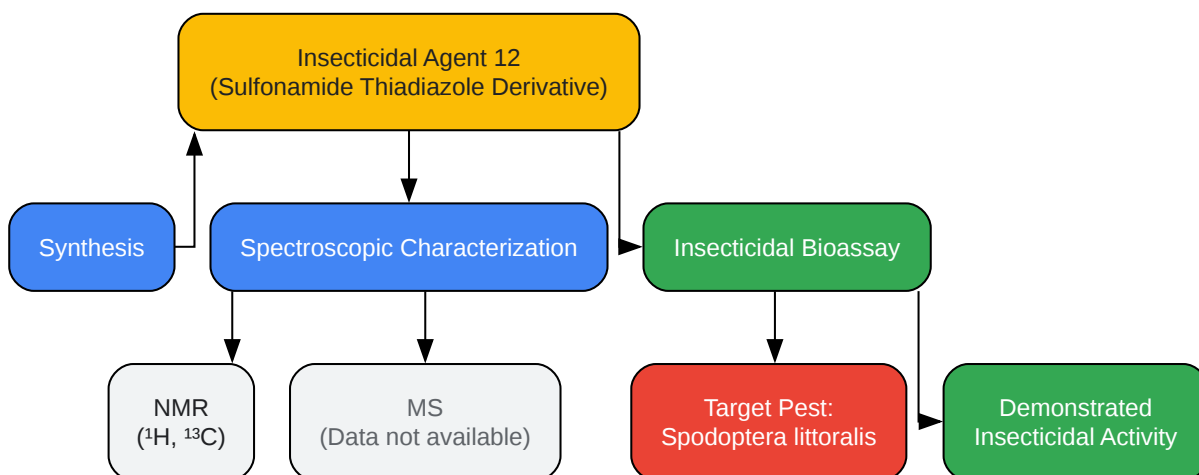 Insecticidal Agent 12
(Sulfonamide Thiadiazole Derivative)
Synthesis
Spectroscopic Characterization
Insecticidal Bioassay
NMR
(¹H, ¹³C)
MS
(Data not available)
Target Pest:
Spodoptera littoralis
Demonstrated
Insecticidal Activity